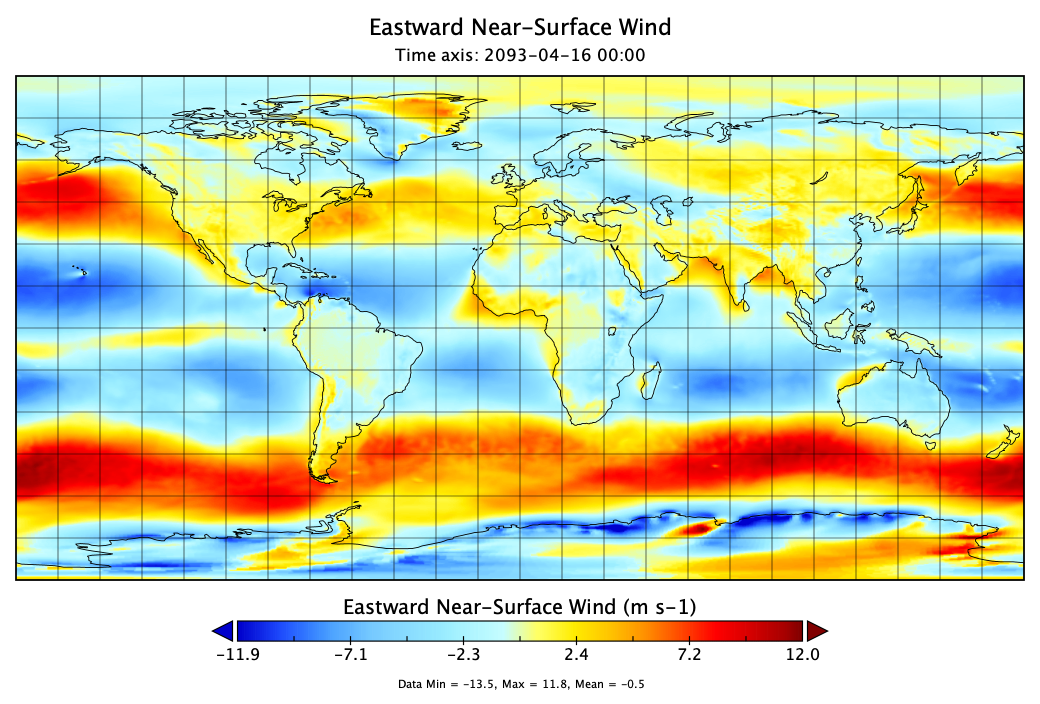 Eastward Near-Surface Wind
Time axis: 2093-04-16 00:00
Eastward Near-Surface Wind (m s-1)
-11.9 -7.1 -2.3 2.4 7.2 12.0
Data Min = -13.5, Max = 11.8, Mean = -0.5